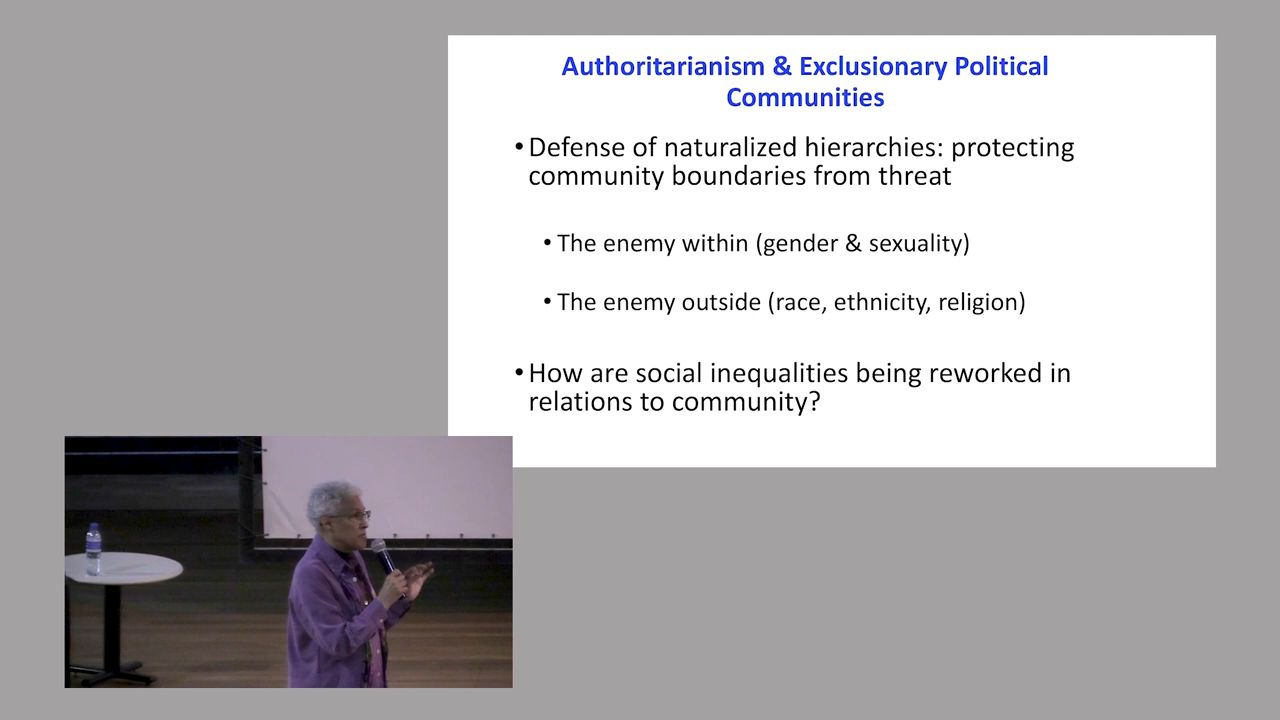 Authoritarianism & Exclusionary Political
Communities
•Defense of naturalized hierarchies: protecting
community boundaries from threat
•The enemy within (gender & sexuality)
•The enemy outside (race, ethnicity, religion)
•How are social inequalities being reworked in
relations to community?